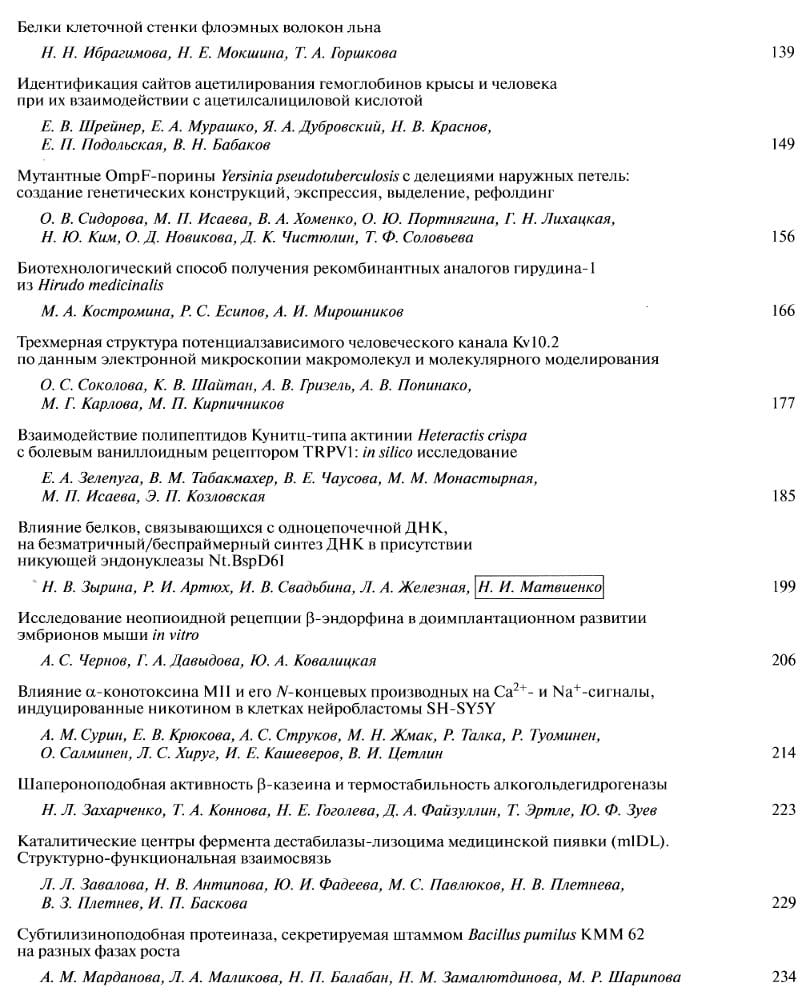 Белки клеточной стенки флоэмных волокон льна
Н. Н. Ибрагимова, Н. Е. Мокшина, Т. А. Горшкова 139
Идентификация сайтов ацетилирования гемоглобинов крысы и человека
при их взаимодействии с ацетилсалициловой кислотой
Е. В. Шрейнер, Е. А. Мурашко, Я. А. Дубровский, Н. В. Краснов,
Е. П. Подольская, В. Н. Бабаков 149
Мутантные OmpF-порины Yersinia pseudotuberculosis с делециями наружных петель:
создание генетических конструкций, экспрессия, выделение, рефолдинг
О. В. Сидорова, М. П. Исаева, В. А. Хоменко, О. Ю. Портнягина, Г. Н. Лихацкая,
Н. Ю. Ким, О. Д. Новикова, Д. К. Чистюлин, Т. Ф. Соловьева 156
Биотехнологический способ получения рекомбинантных аналогов гирудина-1
из Hirudo medicinalis
М. А. Костромина, Р. С. Есипов, А. И. Мирошников 166
Трехмерная структура потенциалзависимого человеческого канала Kv10.2
по данным электронной микроскопии макромолекул и молекулярного моделирования
О. С. Соколова, К. В. Шайтан, А. В. Гризель, А. В. Попинако,
М. Г. Карлова, М. П. Кирпичников 177
Взаимодействие полипептидов Кунитц-типа актинии Heteractis crispa
с болевым ваниллоидным рецептором TRPV1: in silico исследование
Е. А. Зелепуга, В. М. Табакмахер, В. Е. Чаусова, М. М. Монастырная,
М. П. Исаева, Э. П. Козловская 185
Влияние белков, связывающихся с одноцепочечной ДНК,
на безматричный/беспраймерный синтез ДНК в присутствии
никующей эндонуклеазы Nt.BspD6I
Н. В. Зырина, Р. И. Артюх, И. В. Свадьбина, Л. А. Железная, Н. И. Матвиенко 199
Исследование неопиоидной рецепции β-эндорфина в доимплантационном развитии
эмбрионов мыши in vitro
А. С. Чернов, Г. А. Давыдова, Ю. А. Ковалицкая 206
Влияние α-конотоксина MII и его N-концевых производных на Ca²⁺- и Na⁺-сигналы,
индуцированные никотином в клетках нейробластомы SH-SY5Y
А. М. Сурин, Е. В. Крюкова, А. С. Струков, М. Н. Жмак, Р. Талка, Р. Туоминен,
О. Салминен, Л. С. Хируг, И. Е. Кашеверов, В. И. Цетлин 214
Шапероноподобная активность β-казеина и термостабильность алкогольдегидрогеназы
Н. Л. Захарченко, Т. А. Коннова, Н. Е. Гоголева, Д. А. Файзуллин, Т. Эртле, Ю. Ф. Зуев 223
Каталитические центры фермента дестабилазы-лизоцима медицинской пиявки (mlDL).
Структурно-функциональная взаимосвязь
Л. Л. Завалова, Н. В. Антипова, Ю. И. Фадеева, М. С. Павлюков, Н. В. Плетнева,
В. З. Плетнев, И. П. Баскова 229
Субтилизиноподобная протеиназа, секретируемая штаммом Bacillus pumilus KMM 62
на разных фазах роста
А. М. Марданова, Л. А. Маликова, Н. П. Балабан, Н. М. Замалютдинова, М. Р. Шарипова 234